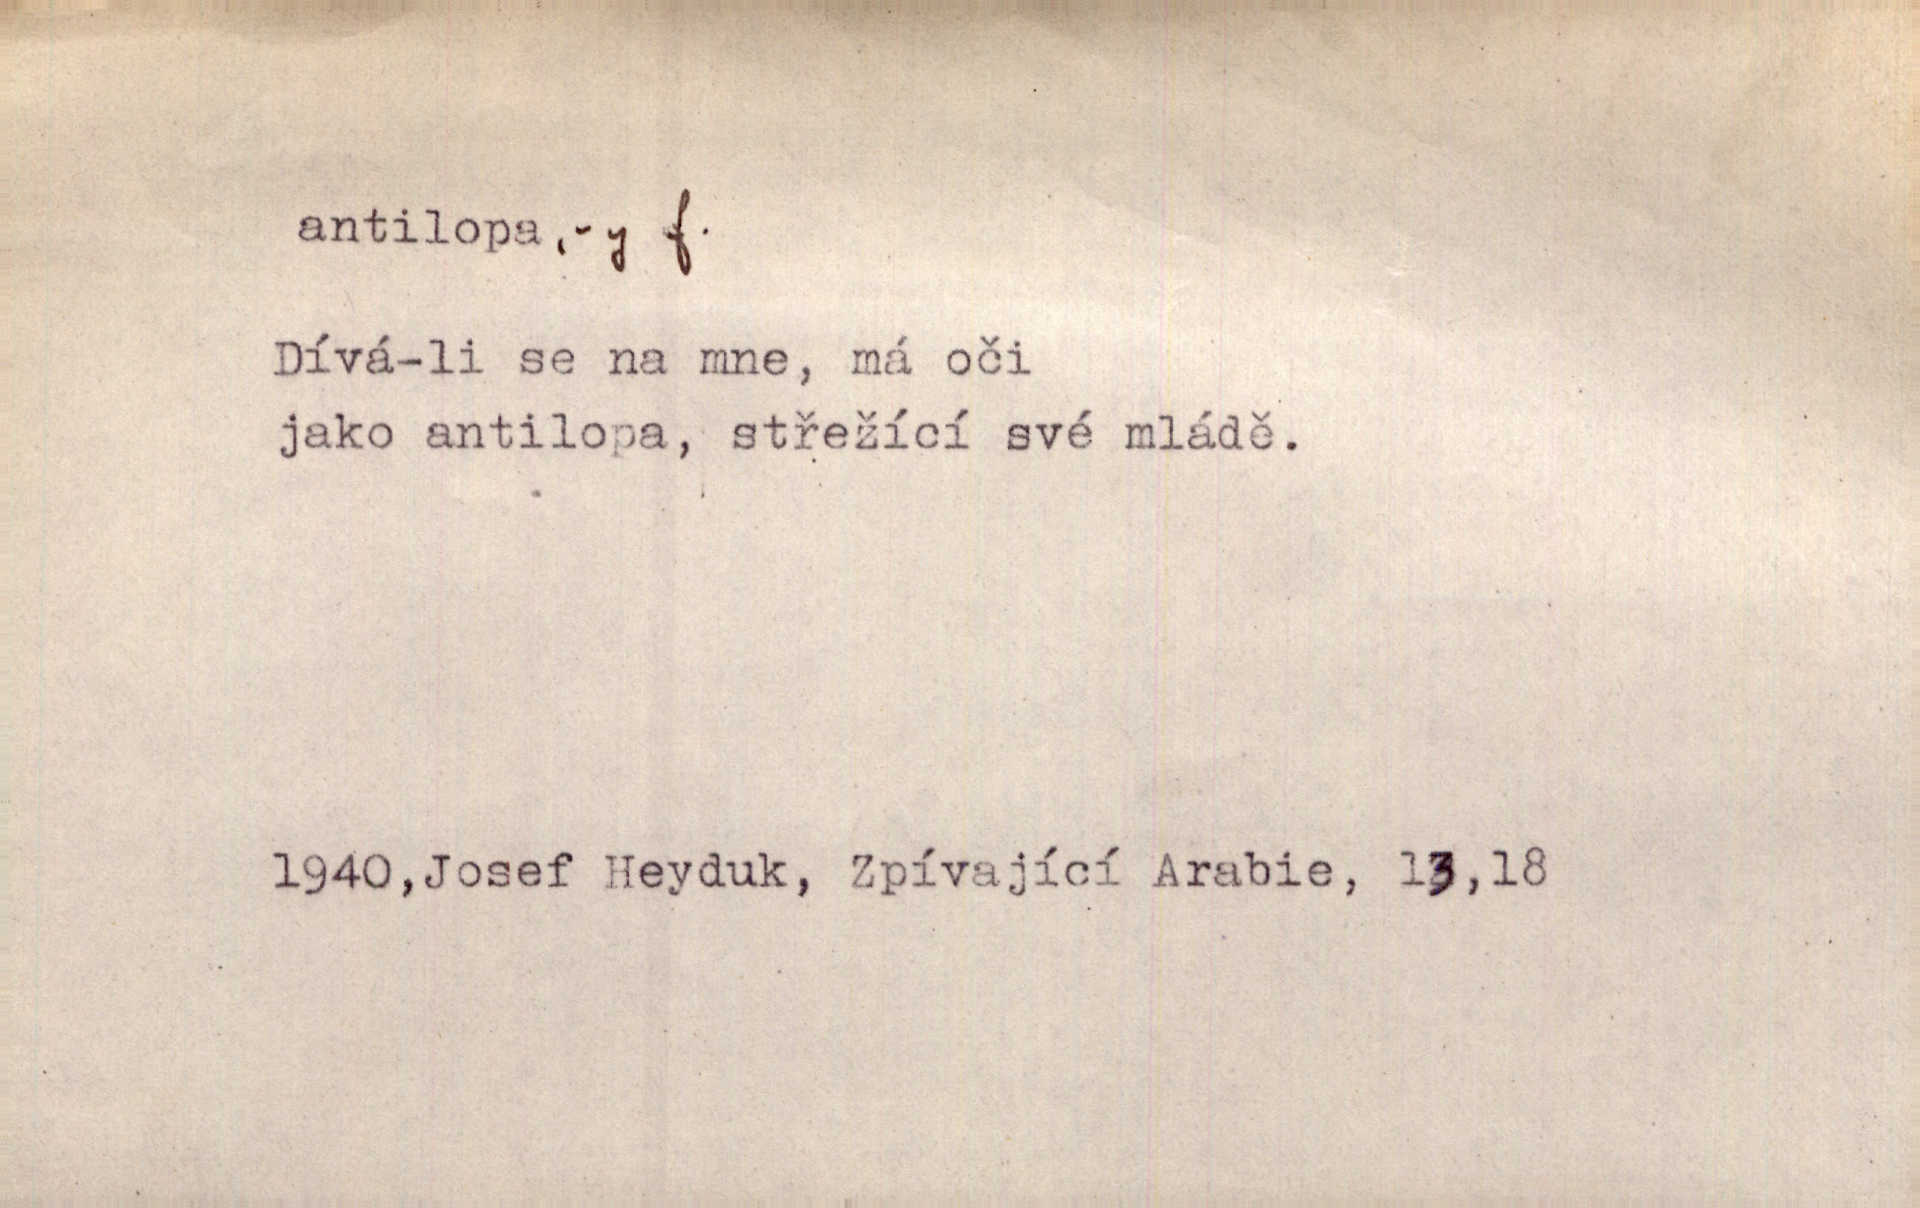 antilopa,-y f.
Dívá-li se na mne, má oči
jako antilopa, střežící své mládě.
1940,Josef Heyduk, Zpívající Arabie, 13,18